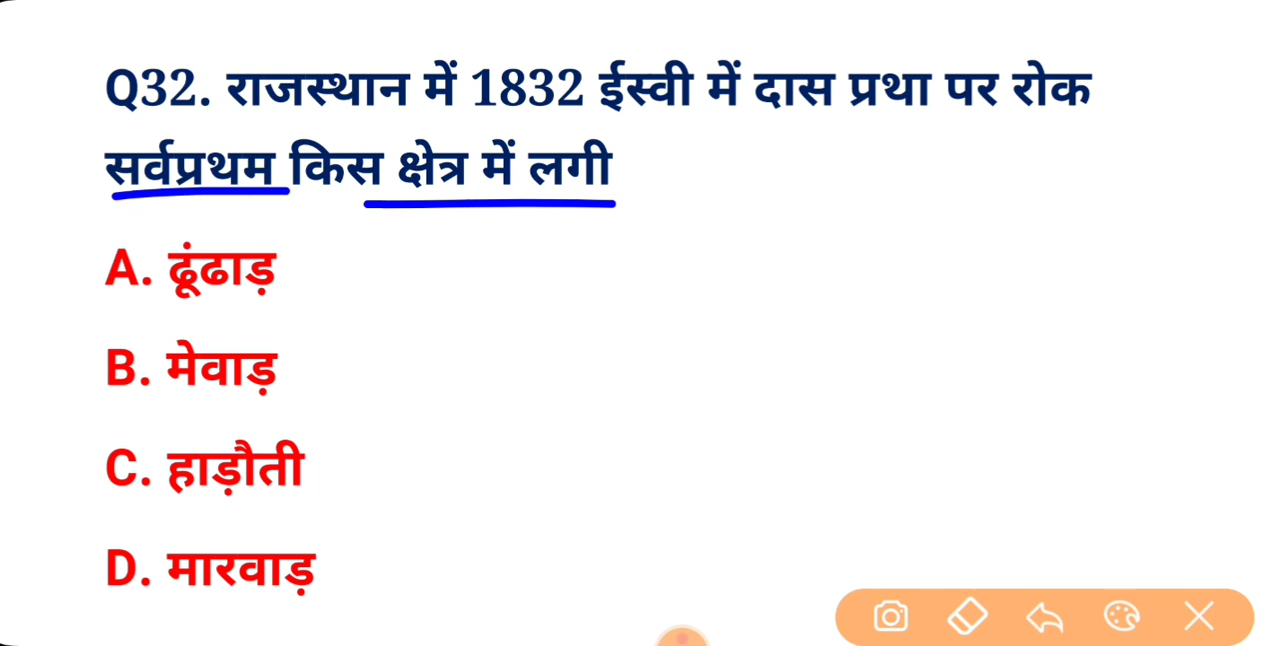 Q32. राजस्थान में 1832 ईस्वी में दास प्रथा पर रोक
सर्वप्रथम किस क्षेत्र में लगी
A. ढूंढाड़
B. मेवाड़
C. हाड़ौती
D. मारवाड़